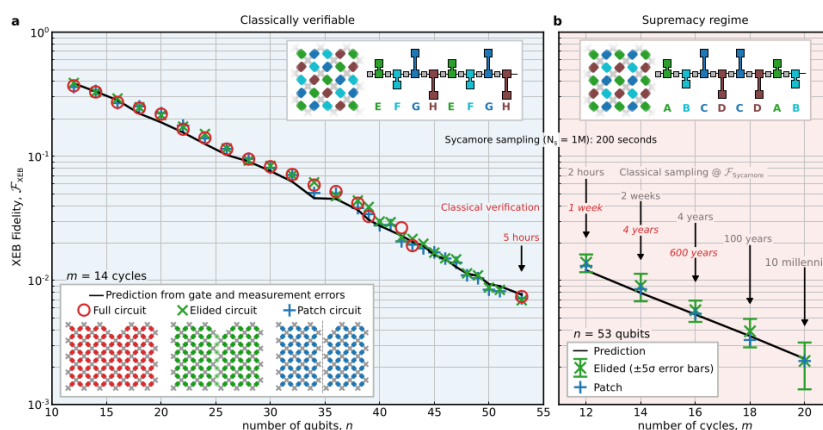 a
Classically verifiable
b
Supremacy regime
10⁰
10⁻¹
10⁻²
10⁻³
XEB Fidelity, ℱ_XEB
E F G H E F G H
A B C D C D A B
Sycamore sampling (Nₛ = 1M): 200 seconds
Classical verification
5 hours
2 hours
Classical sampling @ ℱ_Sycamore
1 week
2 weeks
4 years
4 years
600 years
100 years
10 millenni
m = 14 cycles
Prediction from gate and measurement errors
Full circuit
Elided circuit
Patch circuit
n = 53 qubits
Prediction
Elided (±5σ error bars)
Patch
10 15 20 25 30 35 40 45 50 55
12 14 16 18 20
number of qubits, n
number of cycles, m